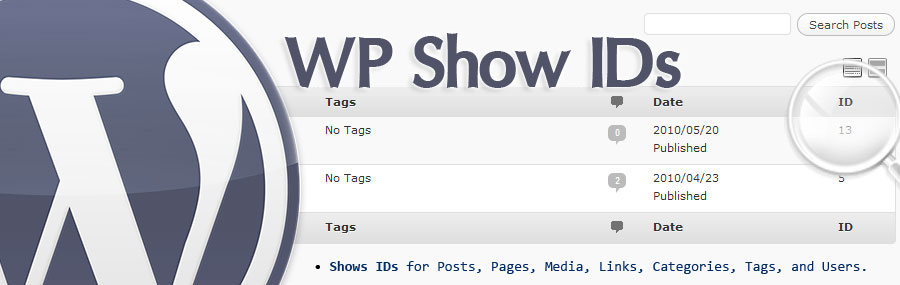 Search Posts
WP Show IDs
Tags Date ID
No Tags 0 2010/05/20 13
Published
No Tags 2 2010/04/23 5
Published
Tags Date ID
• Shows IDs for Posts, Pages, Media, Links, Categories, Tags, and Users.